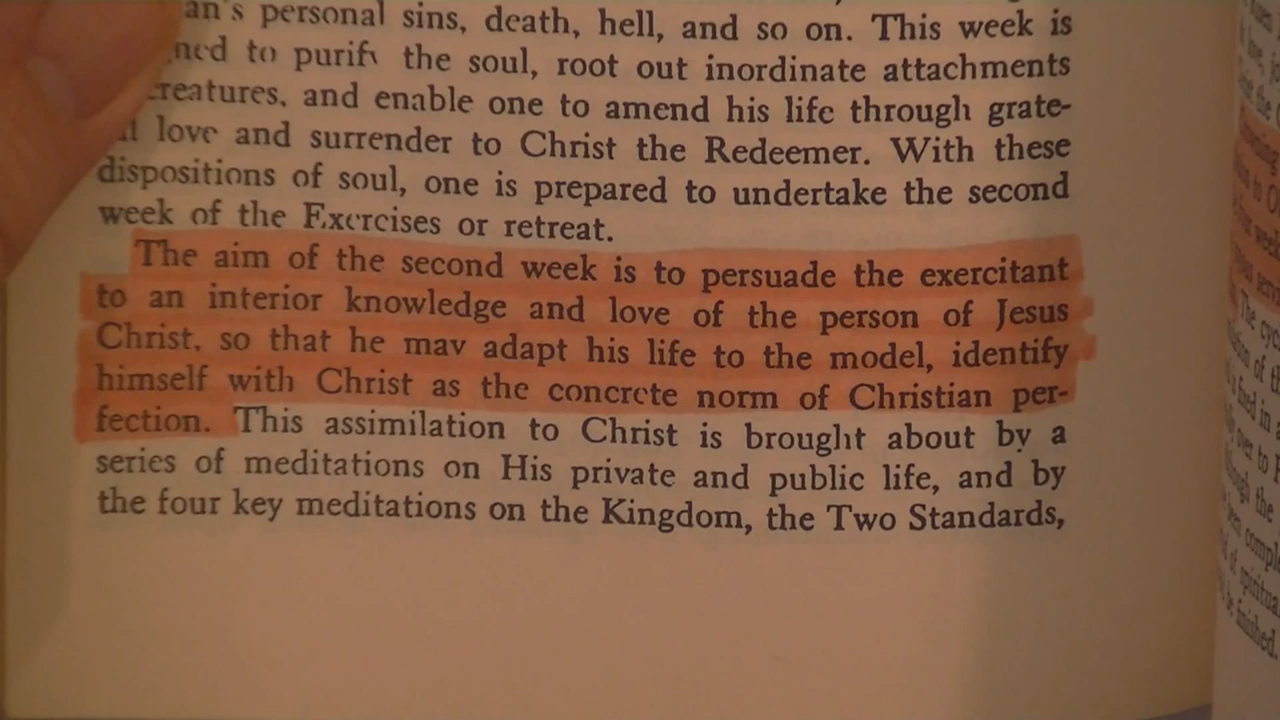 an's personal sins, death, hell, and so on. This week is
to purify the soul, root out inordinate attachments
creatures, and enable one to amend his life through grate-
love and surrender to Christ the Redeemer. With these
dispositions of soul, one is prepared to undertake the second
week of the Exercises or retreat.
The aim of the second week is to persuade the exercitant
to an interior knowledge and love of the person of Jesus
Christ, so that he may adapt his life to the model, identify
himself with Christ as the concrete norm of Christian per-
fection. This assimilation to Christ is brought about by a
series of meditations on His private and public life, and by
the four key meditations on the Kingdom, the Two Standards,